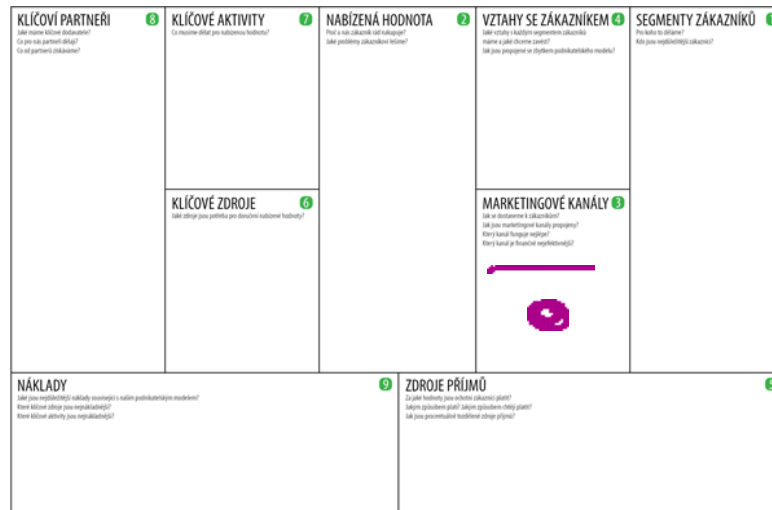 KLÍČOVÍ PARTNEŘI 8
Jaké máme klíčové dodavatele?
Co pro nás partneři dělají?
Co od partnerů získáváme?
KLÍČOVÉ AKTIVITY 7
Co musíme dělat pro nabízenou hodnotu?
KLÍČOVÉ ZDROJE 6
Jaké zdroje jsou potřeba pro doručení nabízené hodnoty?
NABÍZENÁ HODNOTA 2
Proč u nás zákazník rád nakupuje?
Jaké problémy zákazníkovi řešíme?
VZTAHY SE ZÁKAZNÍKEM 4
Jaké vztahy s každým segmentem zákazníků
máme a jaké chceme zavést?
Jak jsou propojené se zbytkem podnikatelského modelu?
MARKETINGOVÉ KANÁLY 3
Jak se dostaneme k zákazníkům?
Jak jsou marketingové kanály propojeny?
Který kanál funguje nejlépe?
Který kanál je finančně nejefektivnější?
SEGMENTY ZÁKAZNÍKŮ
Pro koho to děláme?
Kdo jsou nejdůležitější zákazníci?
NÁKLADY 9
Jaké jsou nejdůležitější náklady související s naším podnikatelským modelem?
Které klíčové zdroje jsou nejnákladnější?
Které klíčové aktivity jsou nejnákladnější?
ZDROJE PŘÍJMŮ
Za jaké hodnoty jsou ochotni zákazníci platit?
Jakým způsobem platí? Jakým způsobem chtějí platit?
Jak jsou procentuálně rozdělené zdroje příjmů?